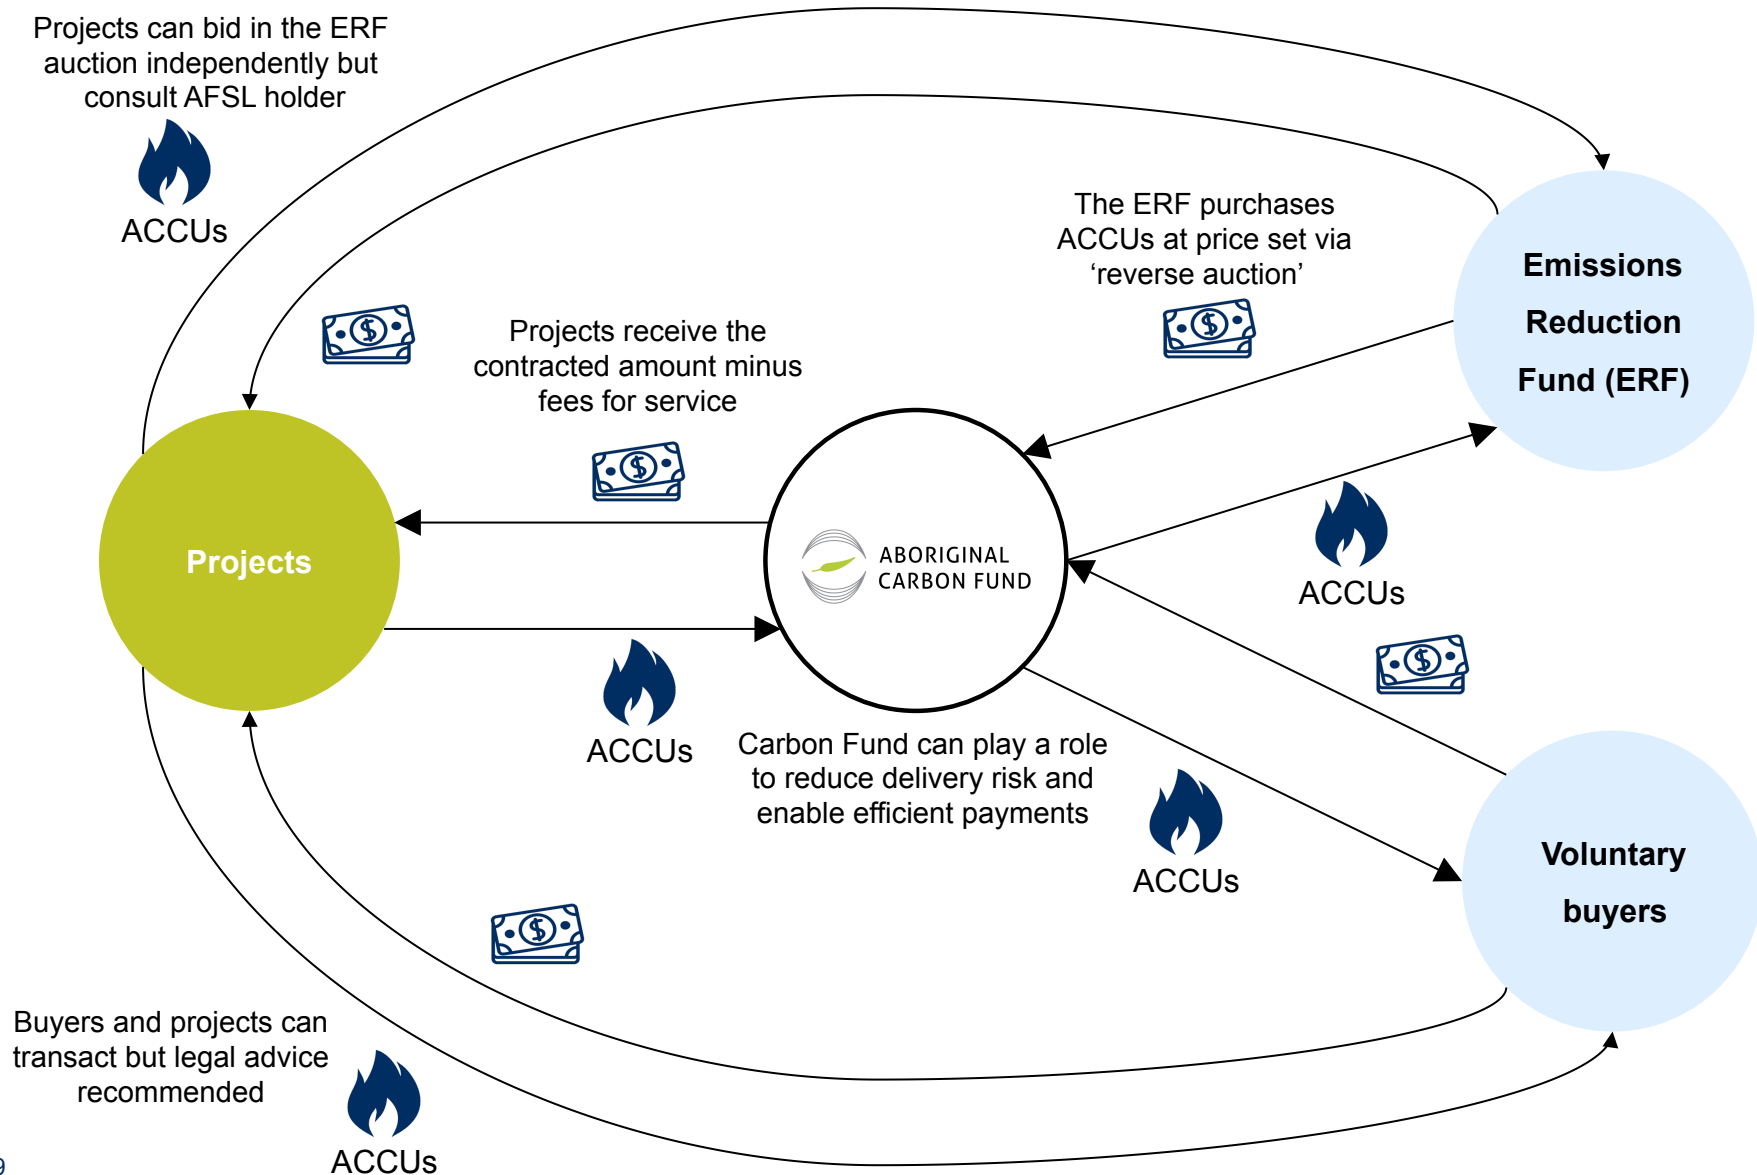 Projects can bid in the ERF
auction independently but
consult AFSL holder
ACCUs
The ERF purchases
ACCUs at price set via
‘reverse auction’
Emissions
Reduction
Fund (ERF)
Projects receive the
contracted amount minus
fees for service
Projects
ABORIGINAL
CARBON FUND
ACCUs
ACCUs
Carbon Fund can play a role
to reduce delivery risk and
enable efficient payments
ACCUs
Voluntary
buyers
Buyers and projects can
transact but legal advice
recommended
ACCUs
9